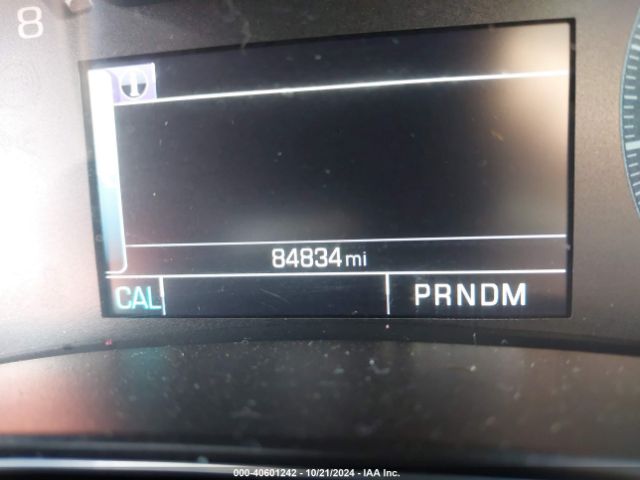 8
84834 mi
CAL PRNDM
000-40601242 - 10/21/2024 - IAA Inc.